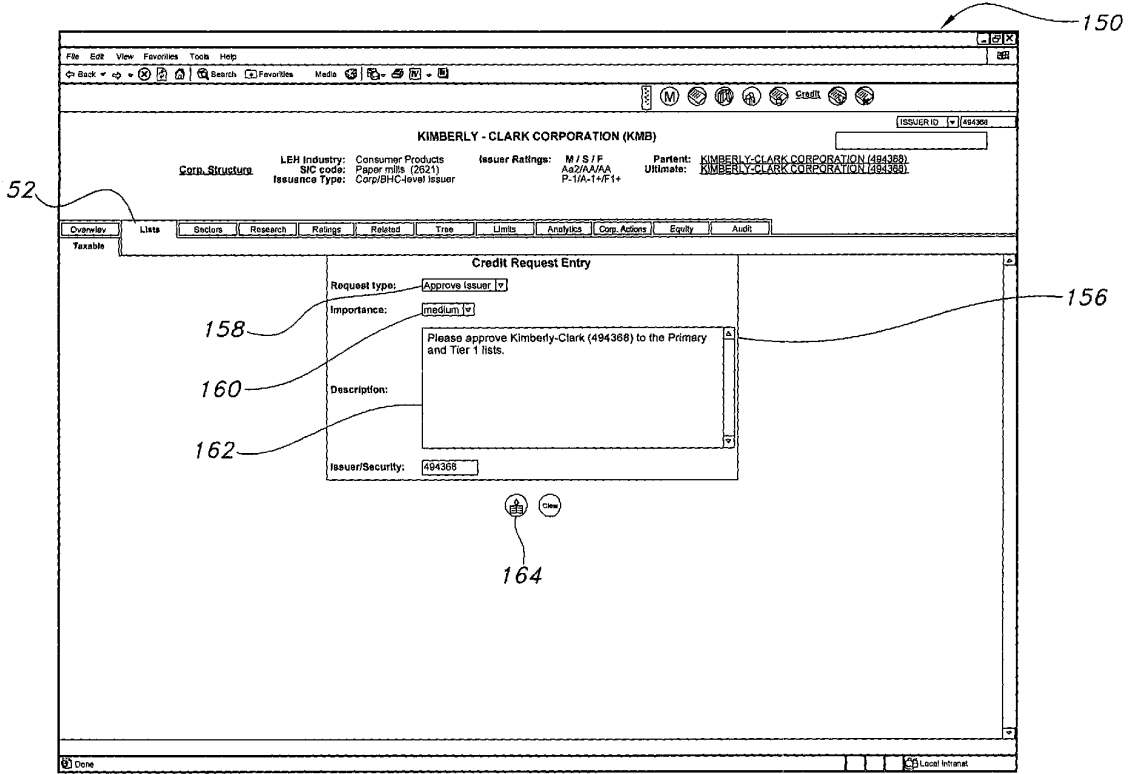 150
File Edit View Favorites Tools Help
Back Search Favorites Media
M Credit
ISSUER ID 494368
KIMBERLY - CLARK CORPORATION (KMB)
Corp. Structure LEH Industry: Consumer Products Issuer Ratings: M / S / F Partent: KIMBERLY-CLARK CORPORATION (494368)
SIC code: Paper mills (2621) Aa2/AA/AA Ultimate: KIMBERLY-CLARK CORPORATION (494368)
Issuance Type: Corp/BHC-level Issuer P-1/A-1+/F1+
52
Overview Lists Sectors Research Ratings Related Tree Limits Analytics Corp. Actions Equity Audit
Taxable
Credit Request Entry
Request type: Approve Issuer
156
Importance: medium
158
Please approve Kimberly-Clark (494368) to the Primary
and Tier 1 lists.
160
Description:
162
Issuer/Security: 494368
Clear
164
Done Local intranet